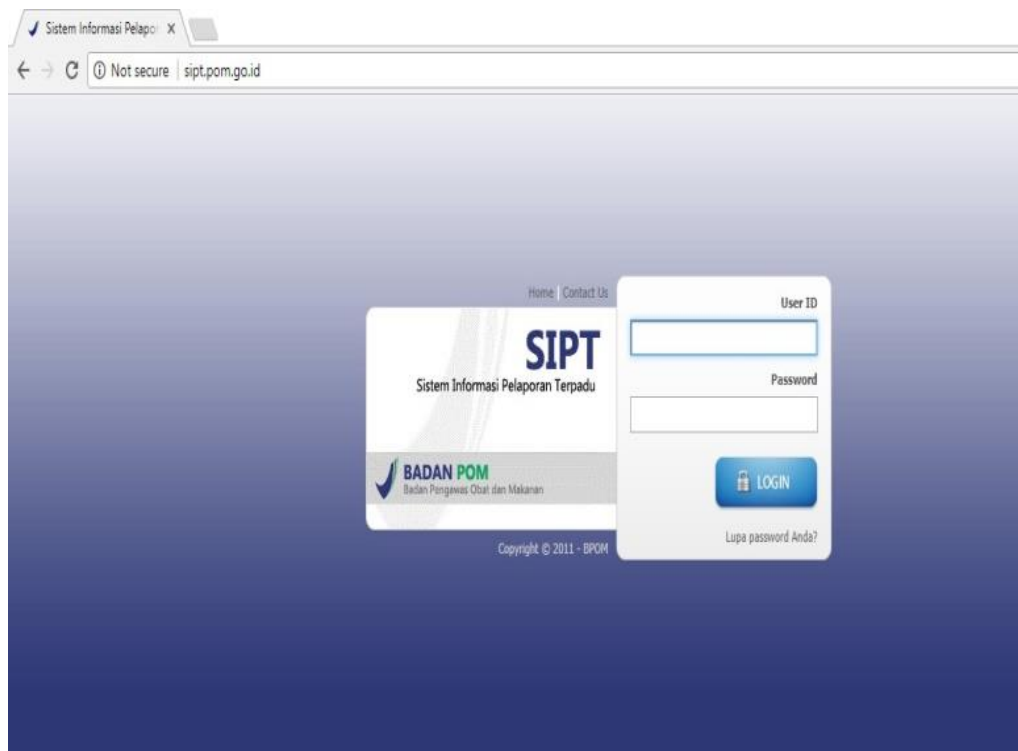 Sistem Informasi Pelapor
Not secure | sipt.pom.go.id
Home | Contact Us
SIPT
Sistem Informasi Pelaporan Terpadu
BADAN POM
Badan Pengawas Obat dan Makanan
Copyright © 2011 - BPOM
User ID
Password
LOGIN
Lupa password Anda?